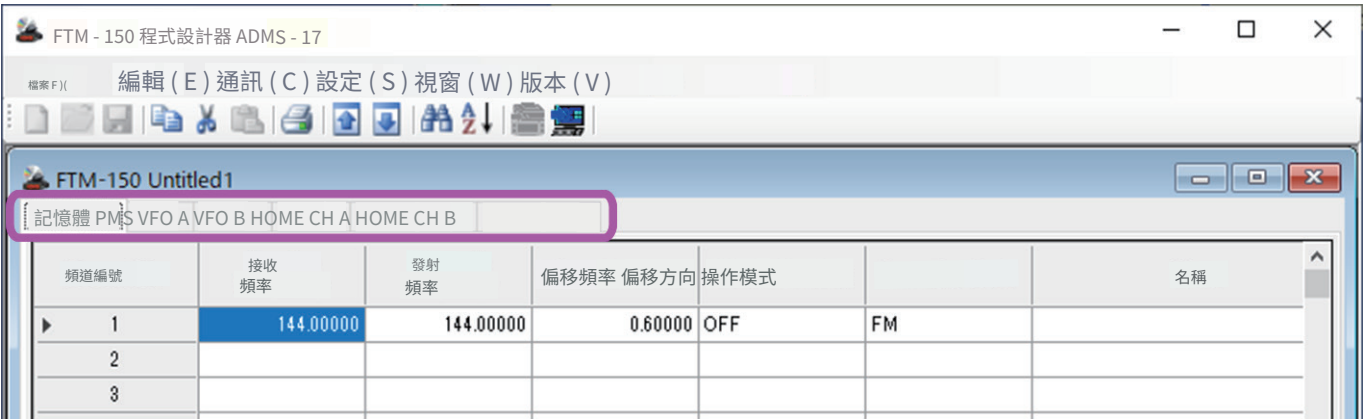 FTM - 150 程式設計器 ADMS - 17
檔案 F )( 編輯 ( E ) 通訊 ( C ) 設定 ( S ) 視窗 ( W ) 版本 ( V )
FTM-150 Untitled1
記憶體 PMS VFO A VFO B HOME CH A HOME CH B
頻道編號 接收 頻率 發射 頻率 偏移頻率 偏移方向 操作模式 名稱
1 144.00000 144.00000 0.60000 OFF FM
2
3